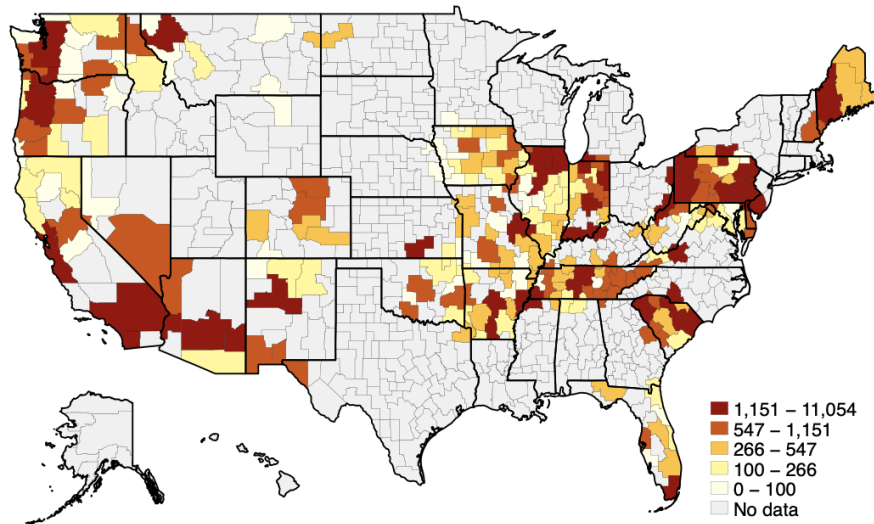 1,151 – 11,054
547 – 1,151
266 – 547
100 – 266
0 – 100
No data